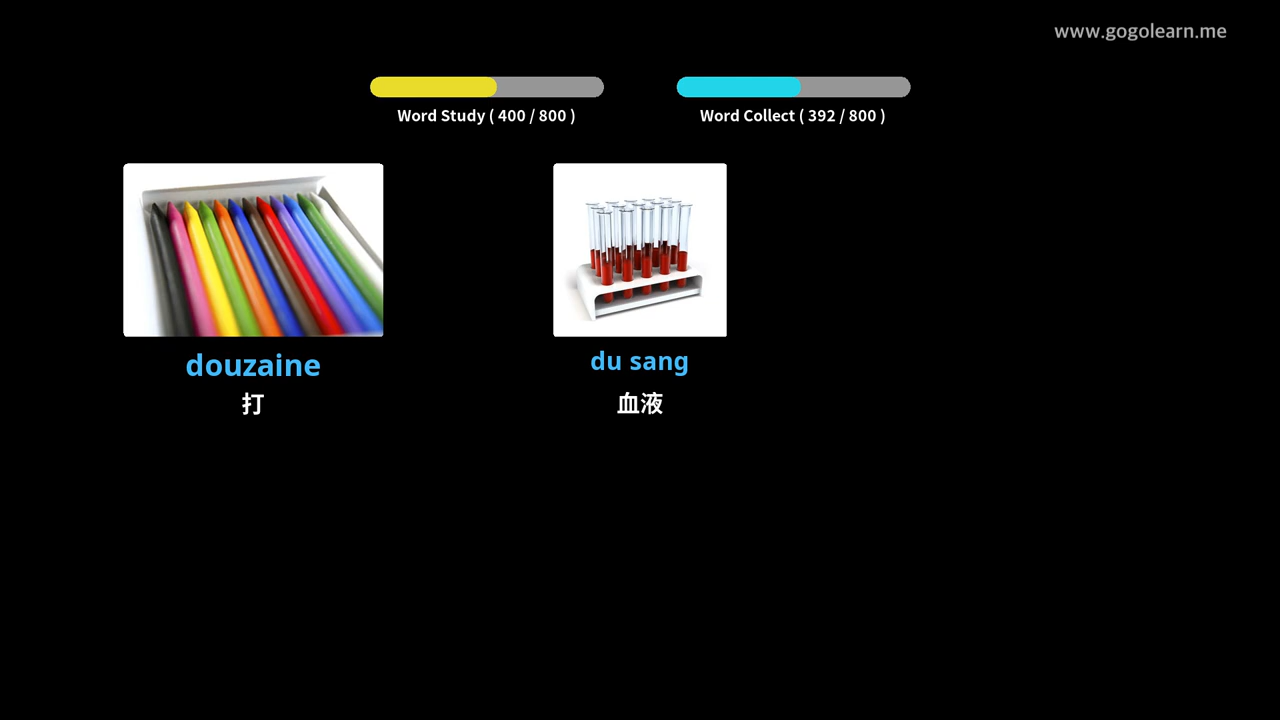 www.gogolearn.me
Word Study ( 400 / 800 )
Word Collect ( 392 / 800 )
douzaine
打
du sang
血液